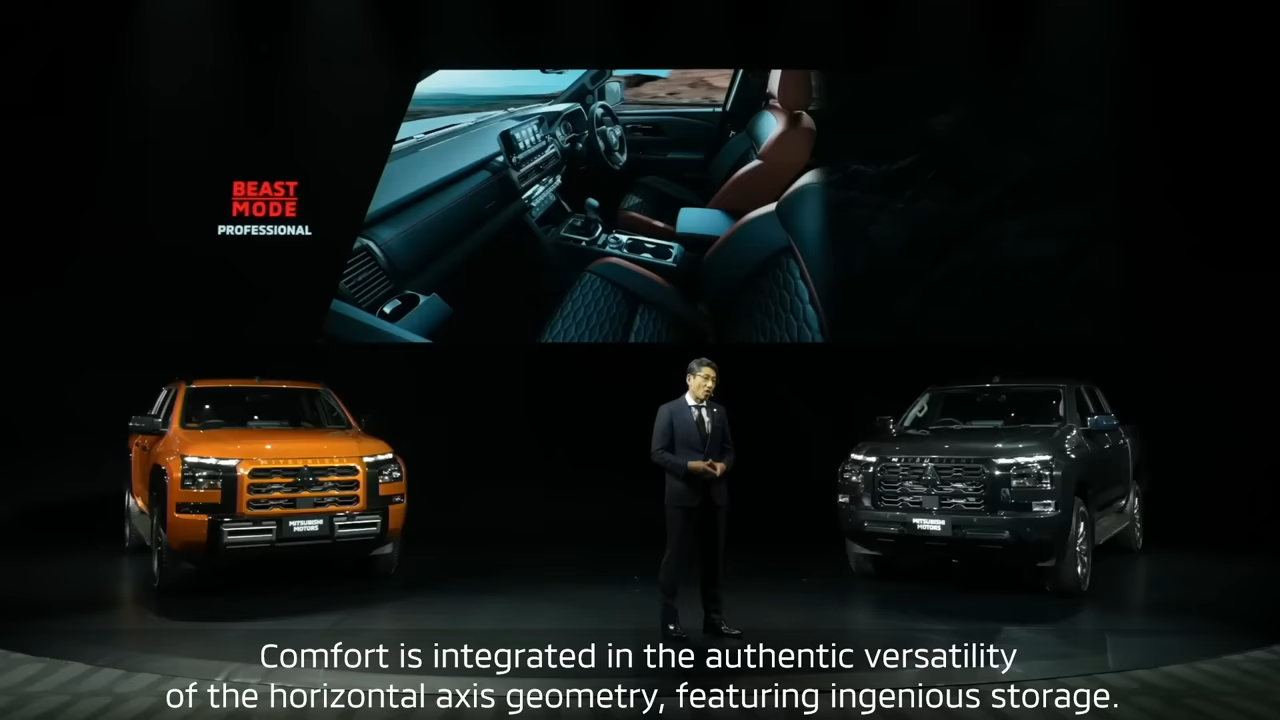 BEAST
MODE
PROFESSIONAL
MITSUBISHI
MITSUBISHI
MOTORS
MITSUBISHI
MOTORS
Comfort is integrated in the authentic versatility
of the horizontal axis geometry, featuring ingenious storage.